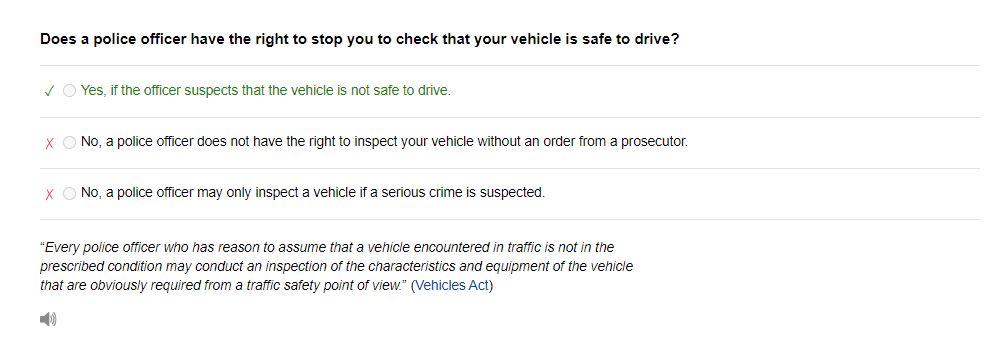 Does a police officer have the right to stop you to check that your vehicle is safe to drive?
✓ Yes, if the officer suspects that the vehicle is not safe to drive.
X No, a police officer does not have the right to inspect your vehicle without an order from a prosecutor.
X No, a police officer may only inspect a vehicle if a serious crime is suspected.
“Every police officer who has reason to assume that a vehicle encountered in traffic is not in the
prescribed condition may conduct an inspection of the characteristics and equipment of the vehicle
that are obviously required from a traffic safety point of view.” (Vehicles Act)